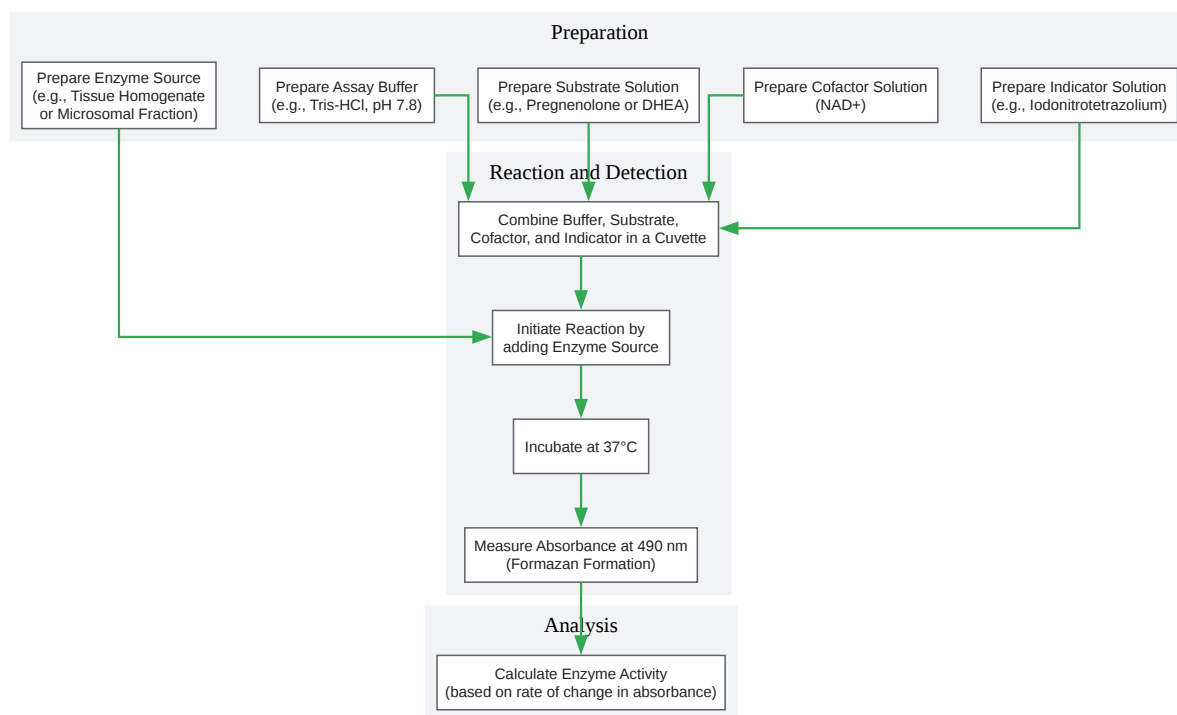 Preparation
Prepare Enzyme Source
(e.g., Tissue Homogenate
or Microsomal Fraction)
Prepare Assay Buffer
(e.g., Tris-HCl, pH 7.8)
Prepare Substrate Solution
(e.g., Pregnenolone or DHEA)
Prepare Cofactor Solution
(NAD+)
Prepare Indicator Solution
(e.g., Iodonitrotetrazolium)
Reaction and Detection
Combine Buffer, Substrate,
Cofactor, and Indicator in a Cuvette
Initiate Reaction by
adding Enzyme Source
Incubate at 37°C
Measure Absorbance at 490 nm
(Formazan Formation)
Analysis
Calculate Enzyme Activity
(based on rate of change in absorbance)